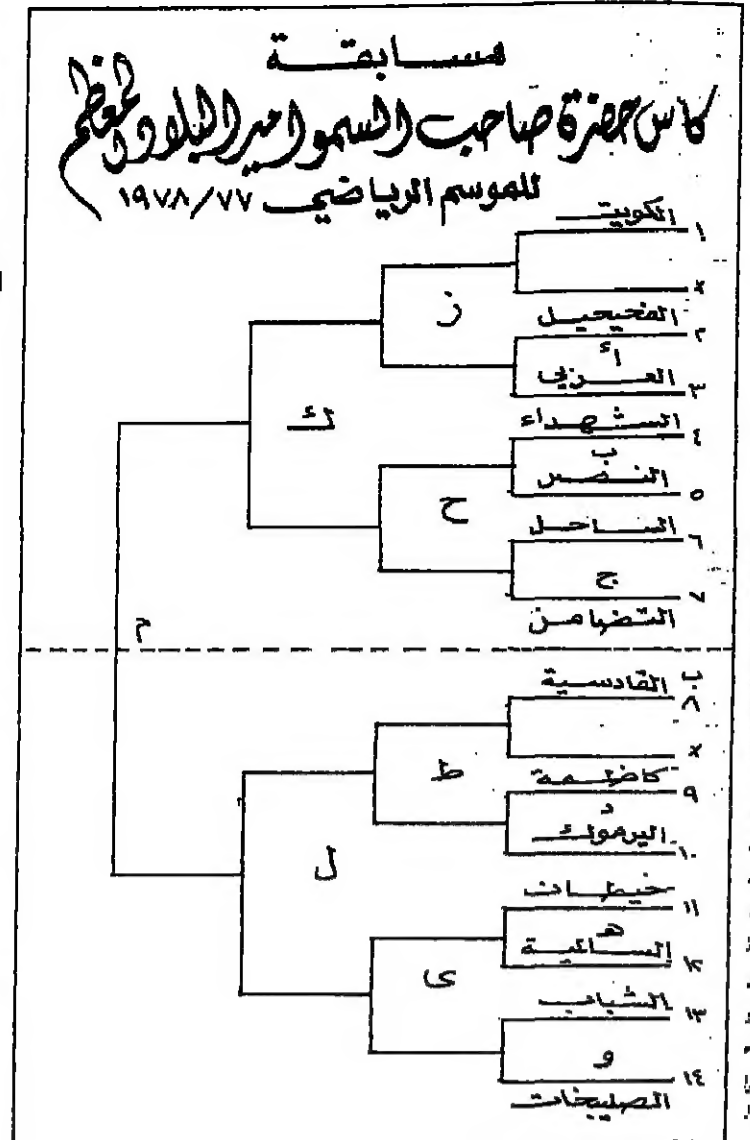 مسابقة
كأس حضرة صاحب السمو امير البلاد المعظم
للموسم الرياضي ١٩٧٨/٧٧
الكويت
١
x
ز
الفحيحيل
٢
أ
العربي
٣
ك
الشهداء
٤
ب
النصر
٥
ح
الساحل
٦
ج
٧
التضامن
م
ب
القادسية
٨
x
ط
كاظمة
٩
د
اليرموك
١٠
ل
خيطان
١١
هـ
السالمية
١٢
ى
الشباب
١٣
و
١٤
الصليبخات